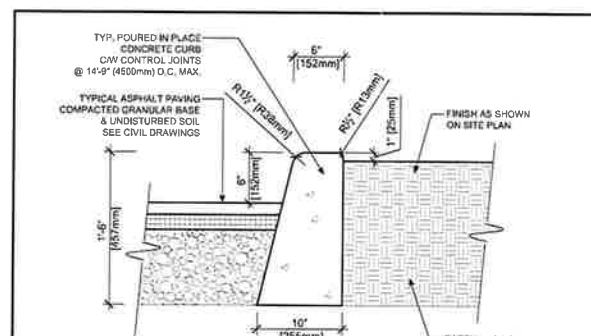 TYP. POURED IN PLACE
CONCRETE CURB
C/W CONTROL JOINTS
@ 14'-9" (4500mm) O.C. MAX.
6"
[152mm]
TYPICAL ASPHALT PAVING
COMPACTED GRANULAR BASE
& UNDISTURBED SOIL
SEE CIVIL DRAWINGS
R1½" [R38mm]
R½" [R13mm]
1" [25mm]
FINISH AS SHOWN
ON SITE PLAN
6"
[152mm]
1'-6"
[457mm]
10"